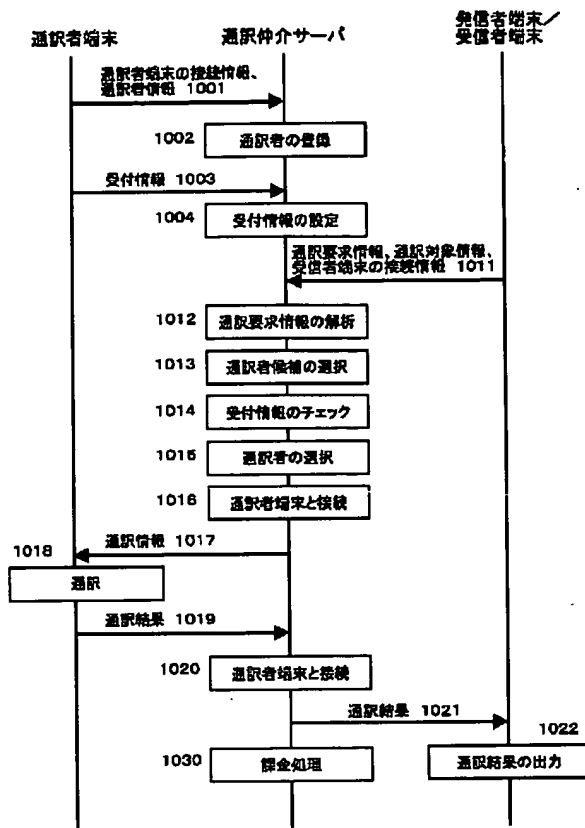 通訳者端末
通訳仲介サーバ
発信者端末／
受信者端末
通訳者端末の接続情報、
通訳者情報 1001
1002
通訳者の登録
受付情報 1003
1004
受付情報の設定
通訳要求情報、通訳対象情報、
受信者端末の接続情報 1011
1012
通訳要求情報の解析
1013
通訳者候補の選択
1014
受付情報のチェック
1015
通訳者の選択
1016
通訳者端末と接続
通訳情報 1017
1018
通訳
通訳結果 1019
1020
通訳者端末と接続
通訳結果 1021
1022
通訳結果の出力
1030
課金処理